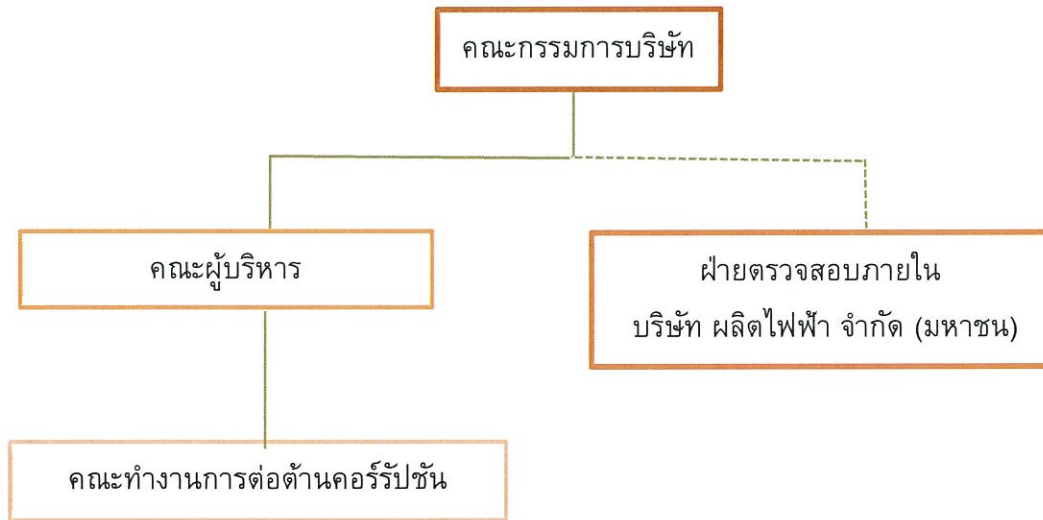 คณะกรรมการบริษัท
คณะผู้บริหาร
ฝ่ายตรวจสอบภายใน
บริษัท ผลิตไฟฟ้า จำกัด (มหาชน)
คณะทำงานการต่อต้านคอร์รัปชัน